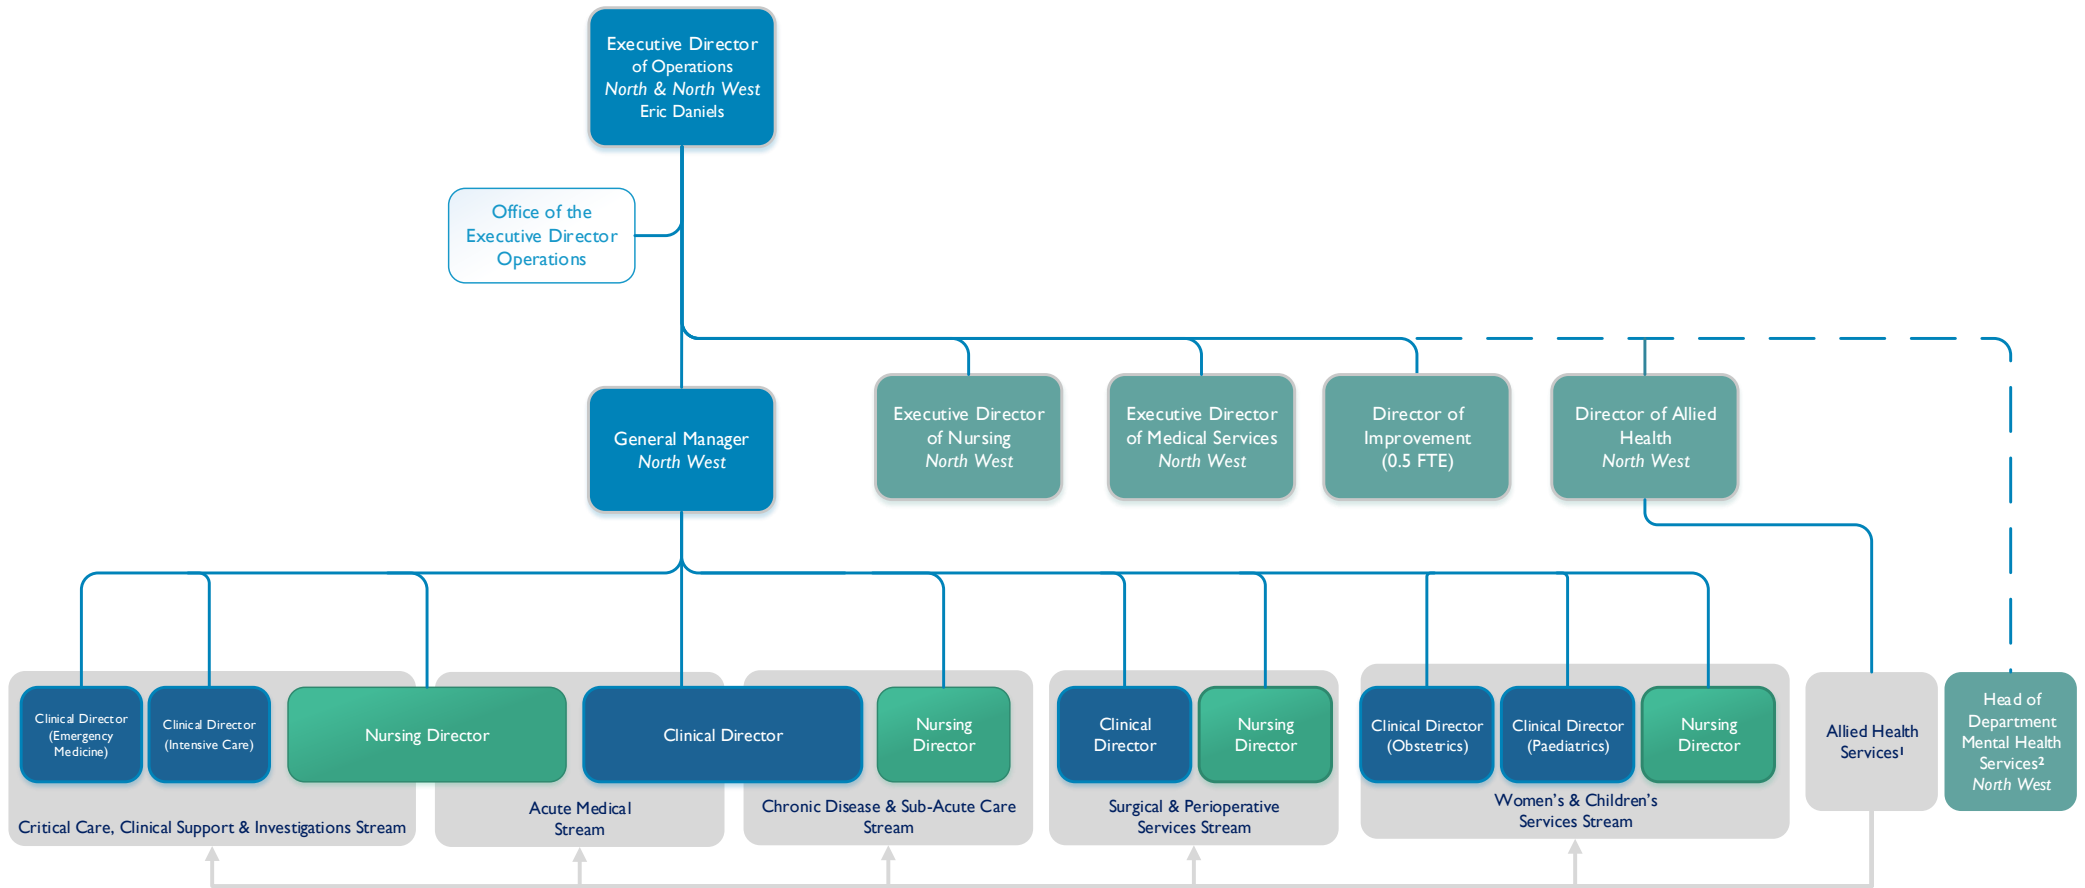 Executive Director
of Operations
North & North West
Eric Daniels
Office of the
Executive Director
Operations
General Manager
North West
Executive Director
of Nursing
North West
Executive Director
of Medical Services
North West
Director of
Improvement
(0.5 FTE)
Director of Allied
Health
North West
Clinical Director
(Emergency
Medicine)
Clinical Director
(Intensive Care)
Nursing Director
Clinical Director
Nursing
Director
Clinical
Director
Nursing
Director
Clinical Director
(Obstetrics)
Clinical Director
(Paediatrics)
Nursing
Director
Allied Health
Services¹
Head of
Department
Mental Health
Services²
North West
Critical Care, Clinical Support & Investigations Stream
Acute Medical
Stream
Chronic Disease & Sub-Acute Care
Stream
Surgical & Perioperative
Services Stream
Women's & Children's
Services Stream